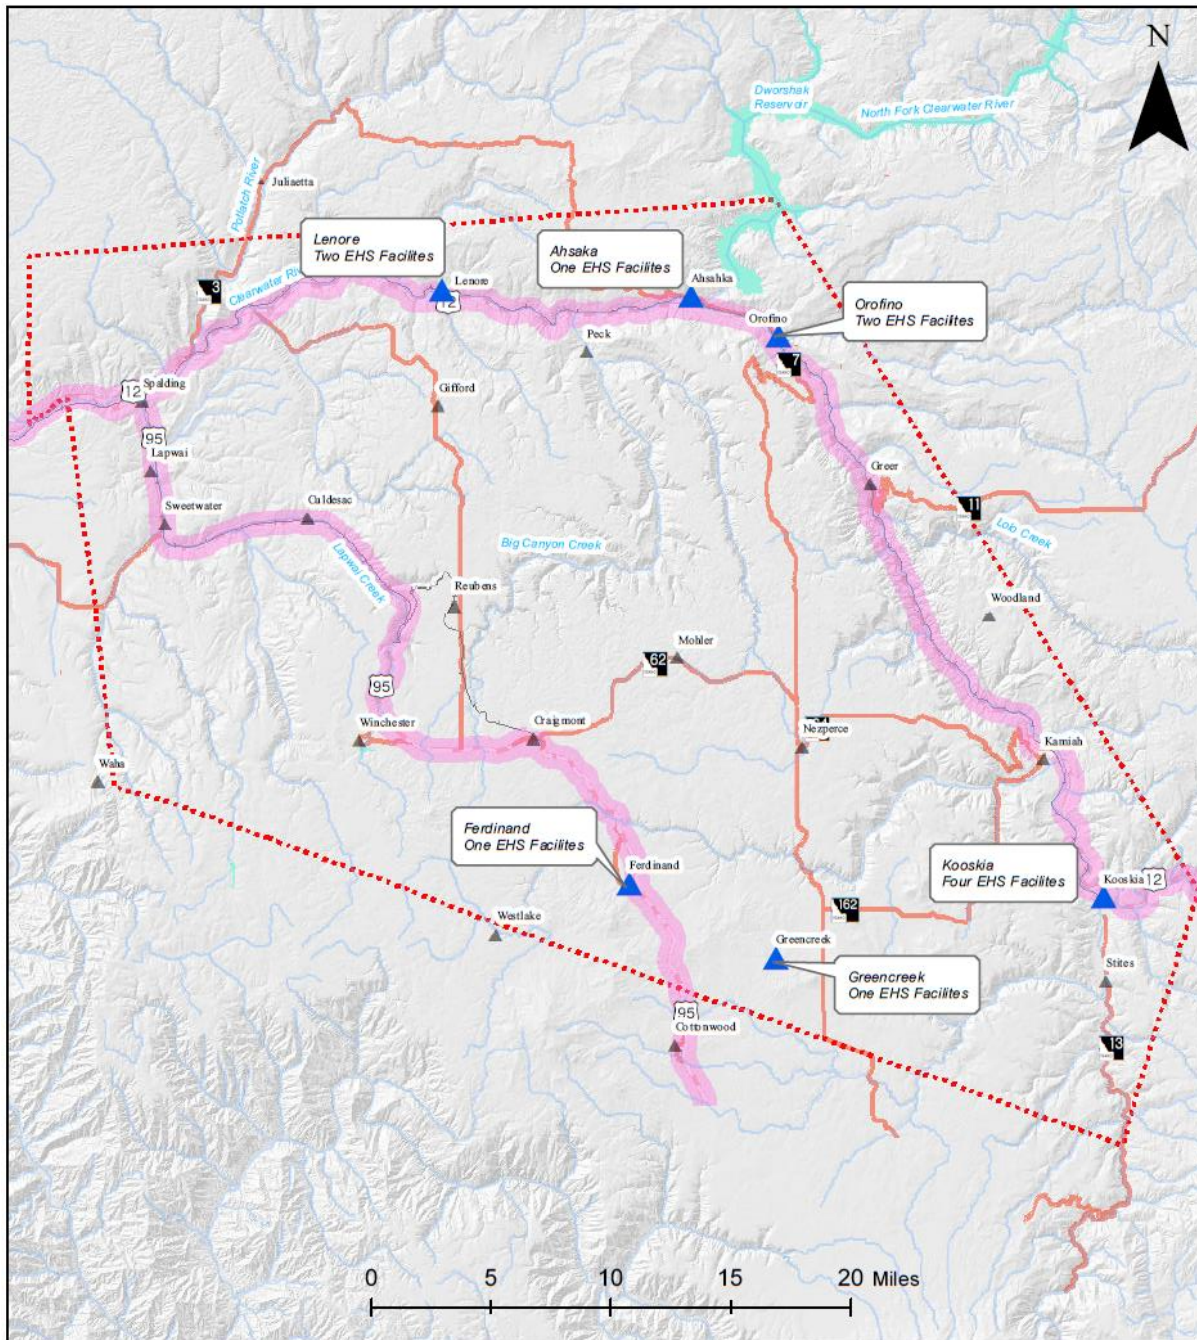 N
Dworshak
Reservoir
North Fork Clearwater River
Potlatch River
Juliaetta
Lenore
Two EHS Facilites
Ahsaka
One EHS Facilites
3
Clearwater
Lenore
12
Ahsahka
Orofino
Two EHS Facilites
Orofino
Peck
7
12
Spalding
Gifford
95
Lapwai
Greer
Sweetwater
Culdesac
11
Lolo Creek
Big Canyon Creek
Lapwai Creek
Reubens
Woodland
Mohler
62
95
Winchester
Craigmont
Nezperce
Kamiah
Waha
Ferdinand
One EHS Facilites
Ferdinand
Kooskia
Four EHS Facilites
Kooskia
12
162
Westlake
Greencreek
Greencreek
One EHS Facilites
Stites
95
Cottonwood
13
0 5 10 15 20 Miles